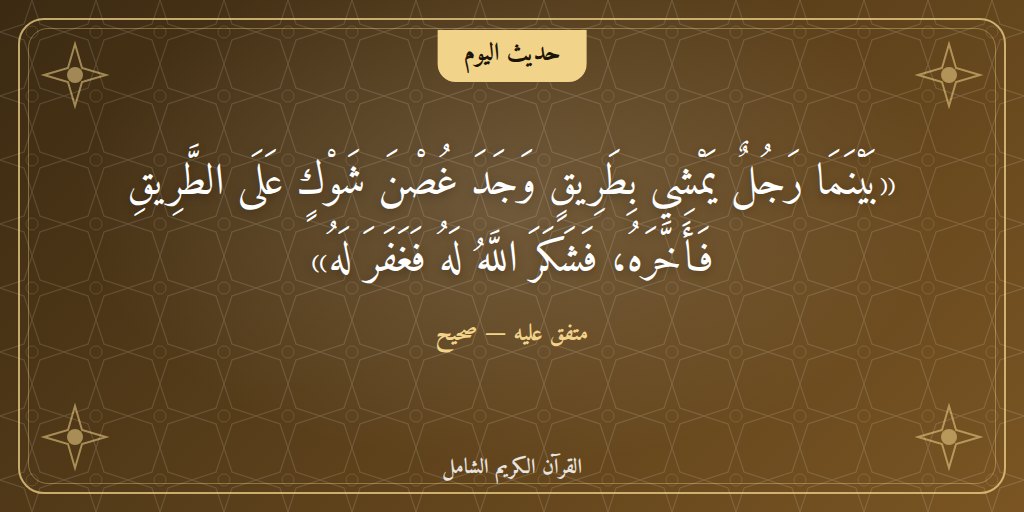 حديث اليوم
«بَيْنَمَا رَجُلٌ يَمْشِي بِطَرِيقٍ وَجَدَ غُصْنَ شَوْكٍ عَلَى الطَّرِيقِ
فَأَخَّرَهُ، فَشَكَرَ اللَّهُ لَهُ فَغَفَرَ لَهُ»
متفق عليه — صحيح
القرآن الكريم الشامل